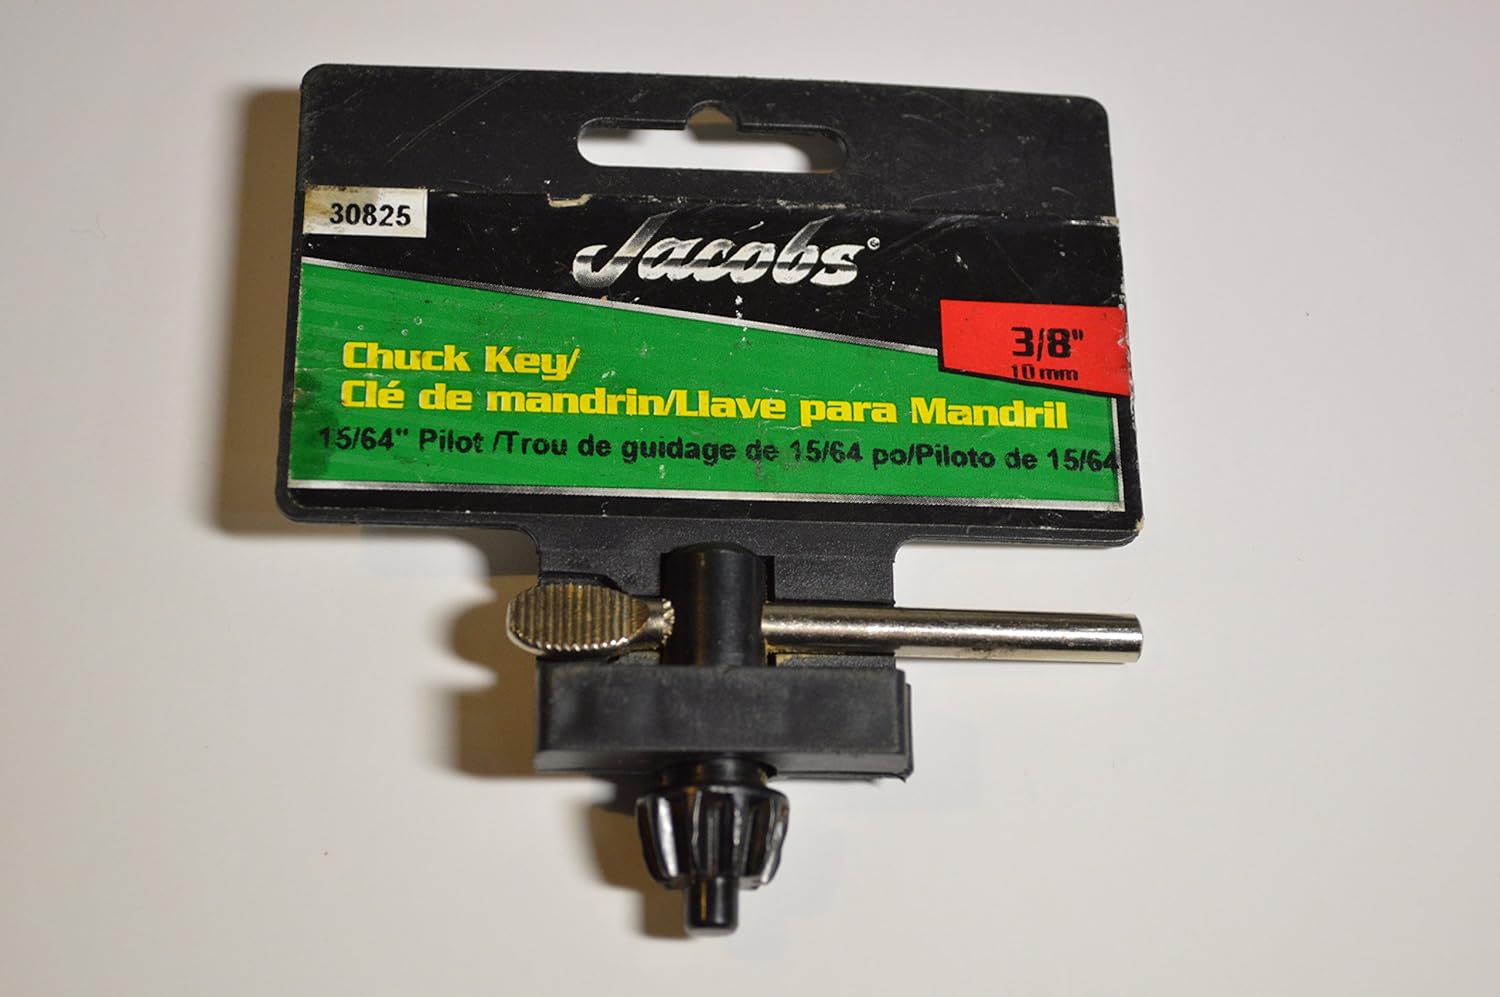 30825
Jacobs®
3/8"
10 mm
Chuck Key/
Clé de mandrin/Llave para Mandril
15/64" Pilot /Trou de guidage de 15/64 po/Piloto de 15/64